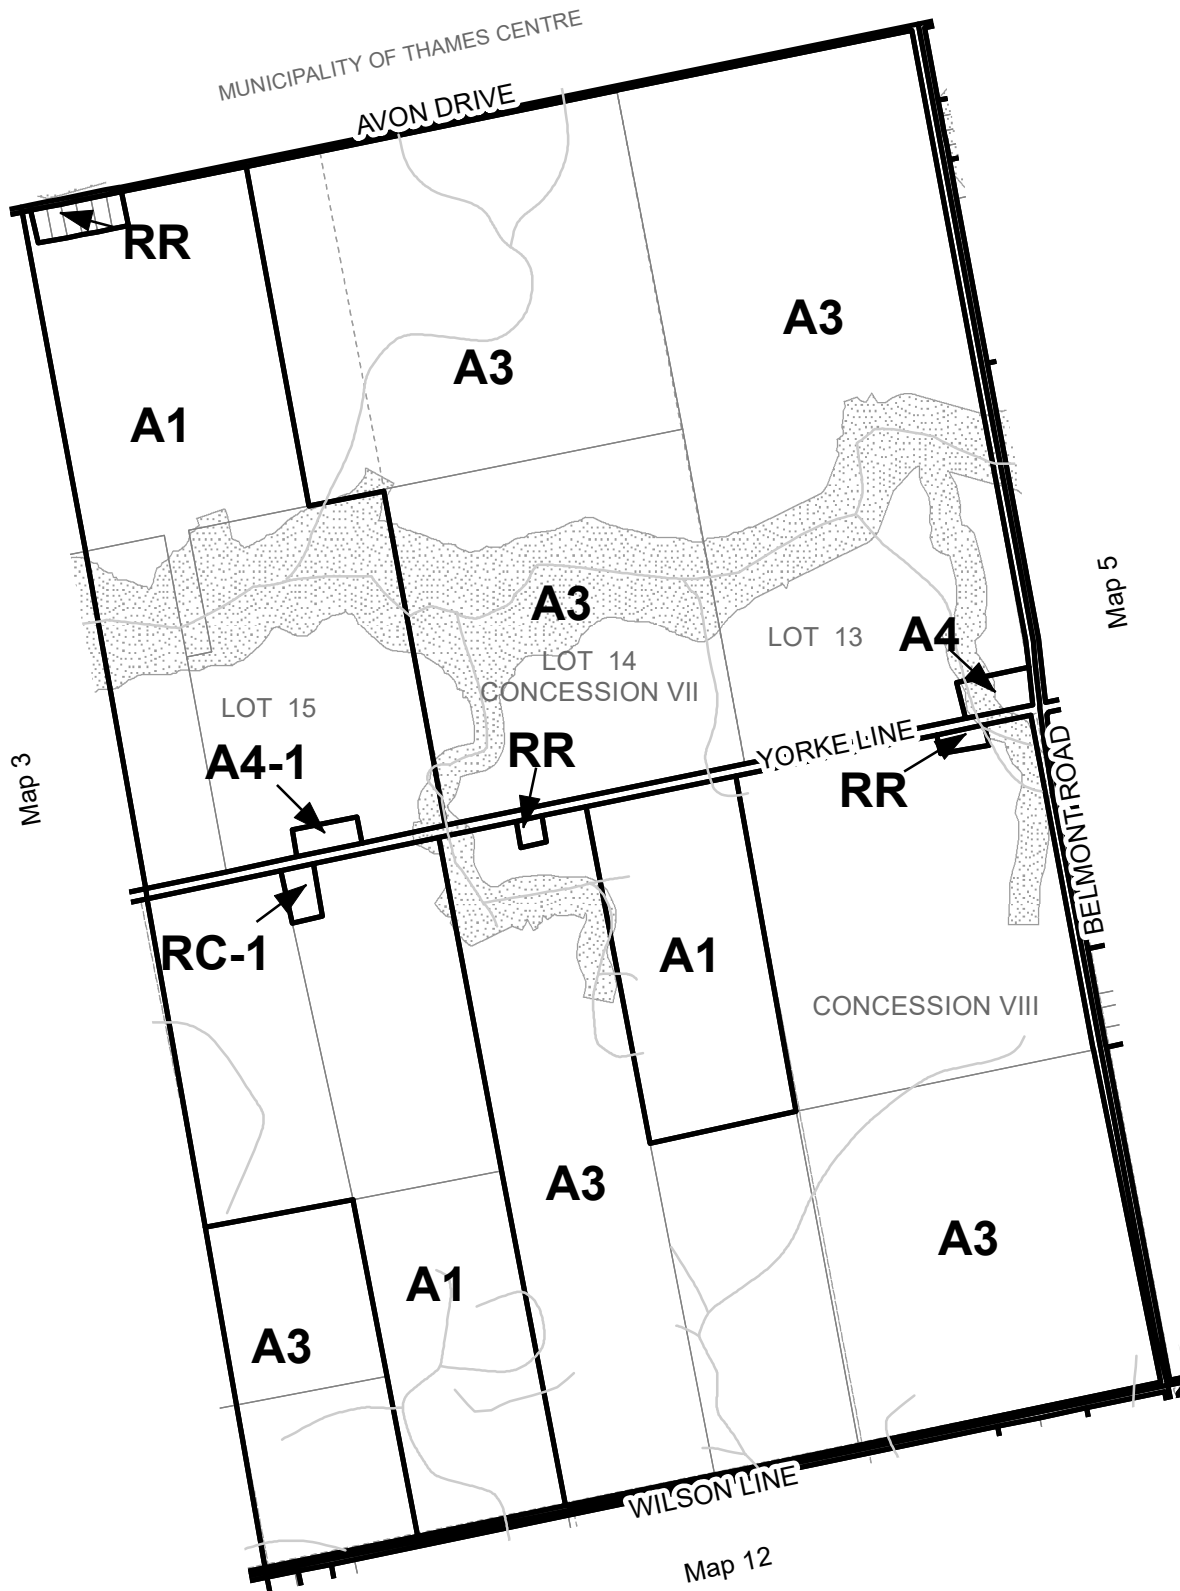 MUNICIPALITY OF THAMES CENTRE
AVON DRIVE
RR
A3
A3
A1
Map 5
A3
LOT 13
A4
LOT 14
CONCESSION VII
LOT 15
YORKE LINE
RR
A4-1
Map 3
RR
BELMONT ROAD
RC-1
A1
CONCESSION VIII
A3
A3
A1
A3
WILSON LINE
Map 12